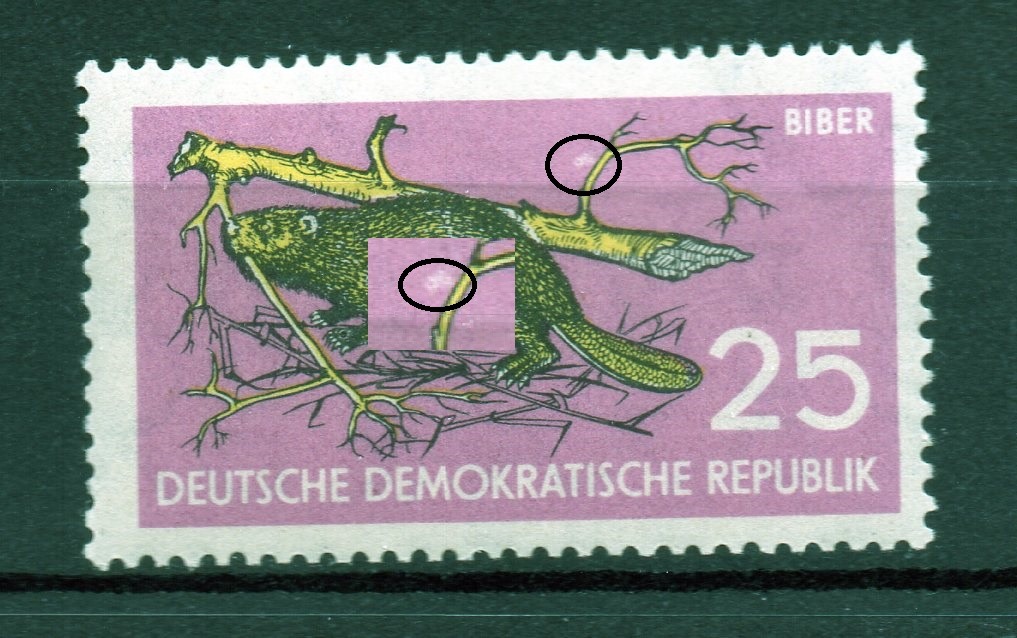 BIBER
25
DEUTSCHE DEMOKRATISCHE REPUBLIK